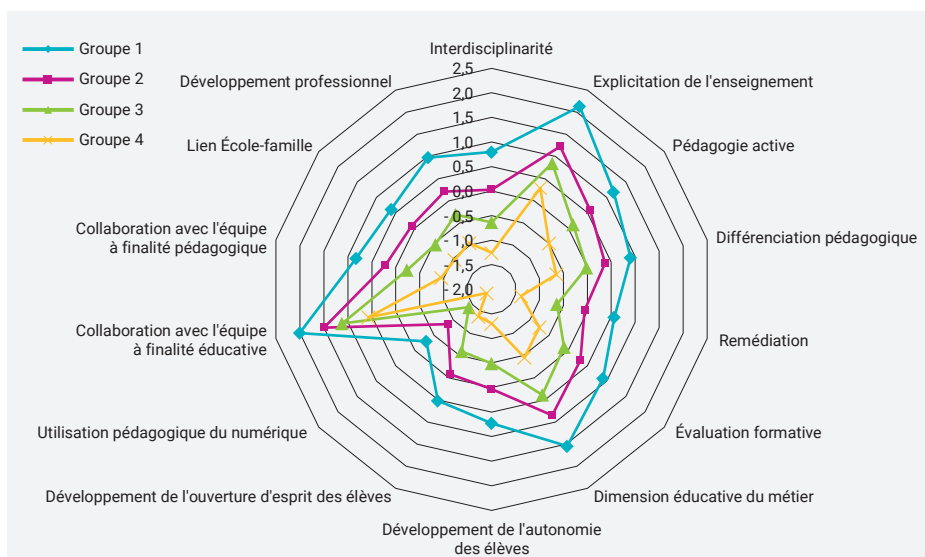 Groupe 1
Groupe 2
Groupe 3
Groupe 4
Interdisciplinarité
Explicitation de l'enseignement
Pédagogie active
Différenciation pédagogique
Remédiation
Évaluation formative
Dimension éducative du métier
Développement de l'autonomie
des élèves
Développement de l'ouverture d'esprit des élèves
Utilisation pédagogique du numérique
Collaboration avec l'équipe
à finalité éducative
Collaboration avec l'équipe
à finalité pédagogique
Lien École-famille
Développement professionnel
2,5
2,0
1,5
1,0
0,5
0,0
- 0,5
- 1,0
1,5
- 2,0